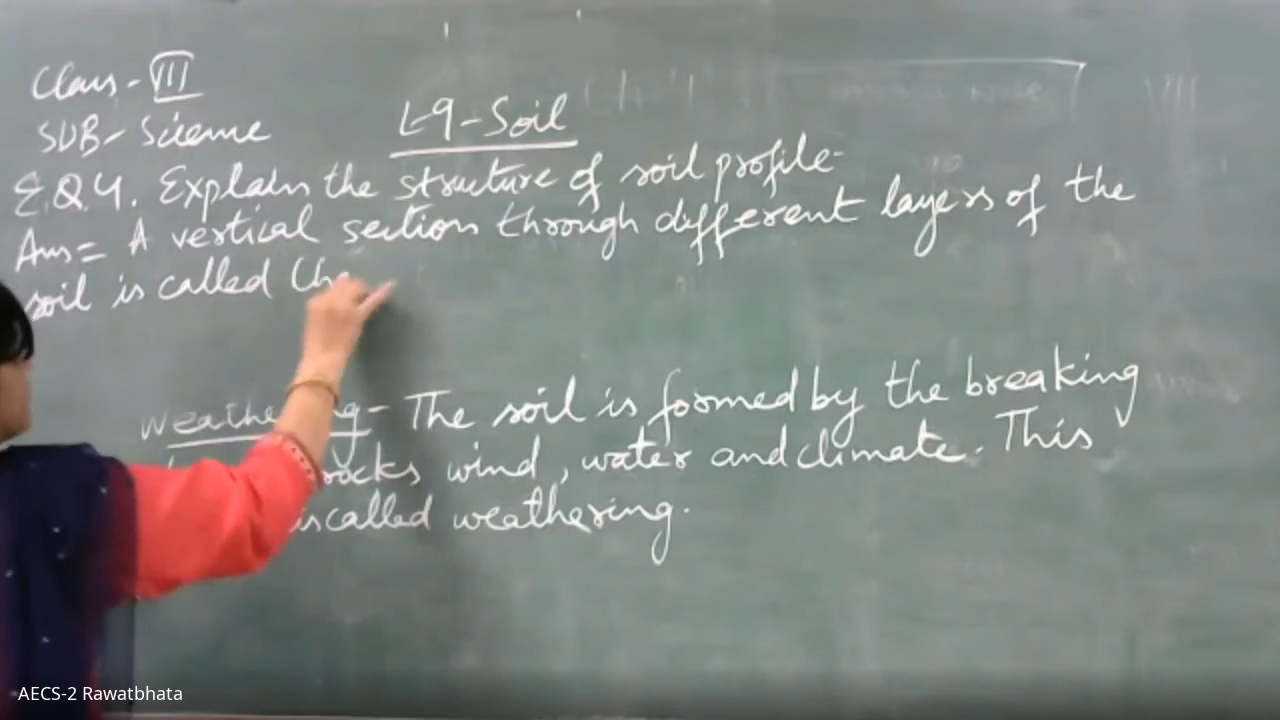 Class - VII
SUB - Science
L-9 - Soil
E.Q 4. Explain the structure of soil profile -
Ans = A vertical section through different layers of the
soil is called the
Weathering - The soil is formed by the breaking
rocks wind, water and climate. This
is called weathering.
AECS-2 Rawatbhata